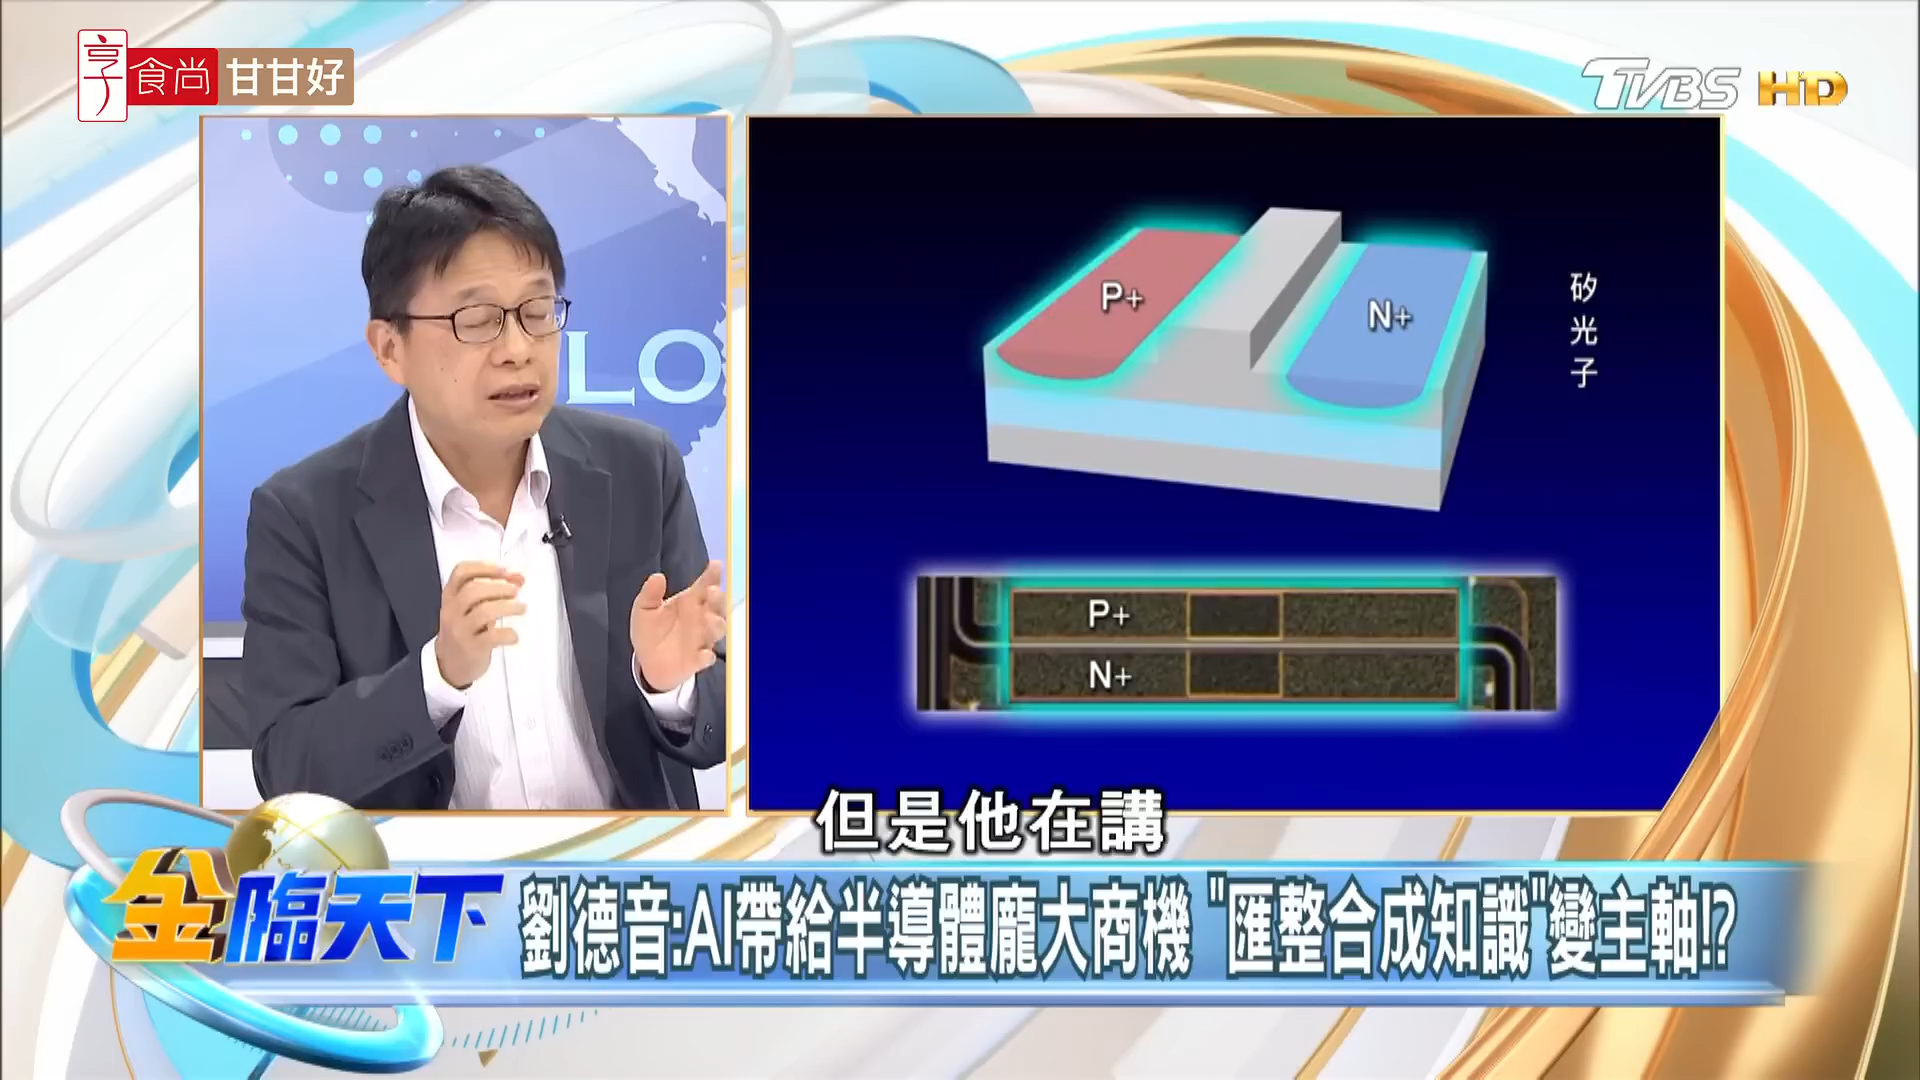 享食尚 甘甘好
TVBS HD
LO
P+
N+
矽光子
P+
N+
但是他在講
金臨天下
劉德音:AI帶給半導體龐大商機 "匯整合成知識"變主軸!?